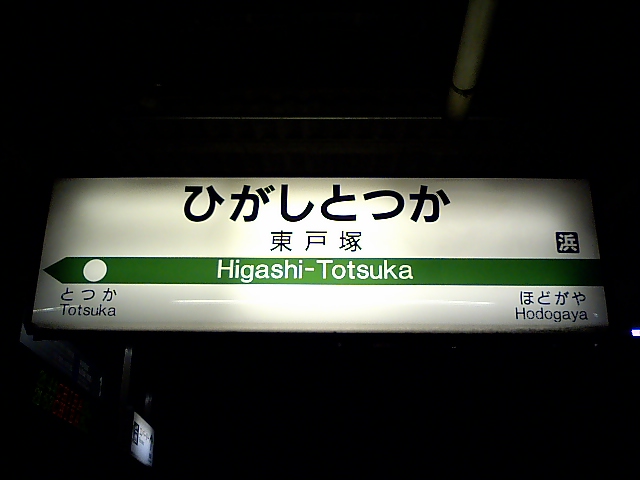 ひがしとつか
東戸塚
浜
Higashi-Totsuka
とつか
Totsuka
ほどがや
Hodogaya